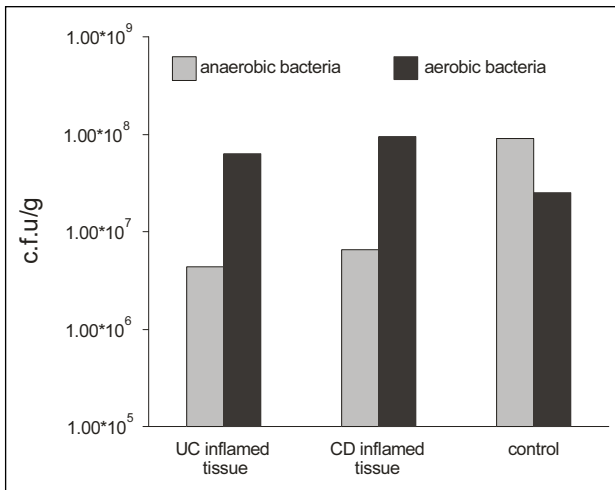 1.00*10⁹
anaerobic bacteria
aerobic bacteria
1.00*10⁸
1.00*10⁷
1.00*10⁶
1.00*10⁵
c.f.u/g
UC inflamed
tissue
CD inflamed
tissue
control